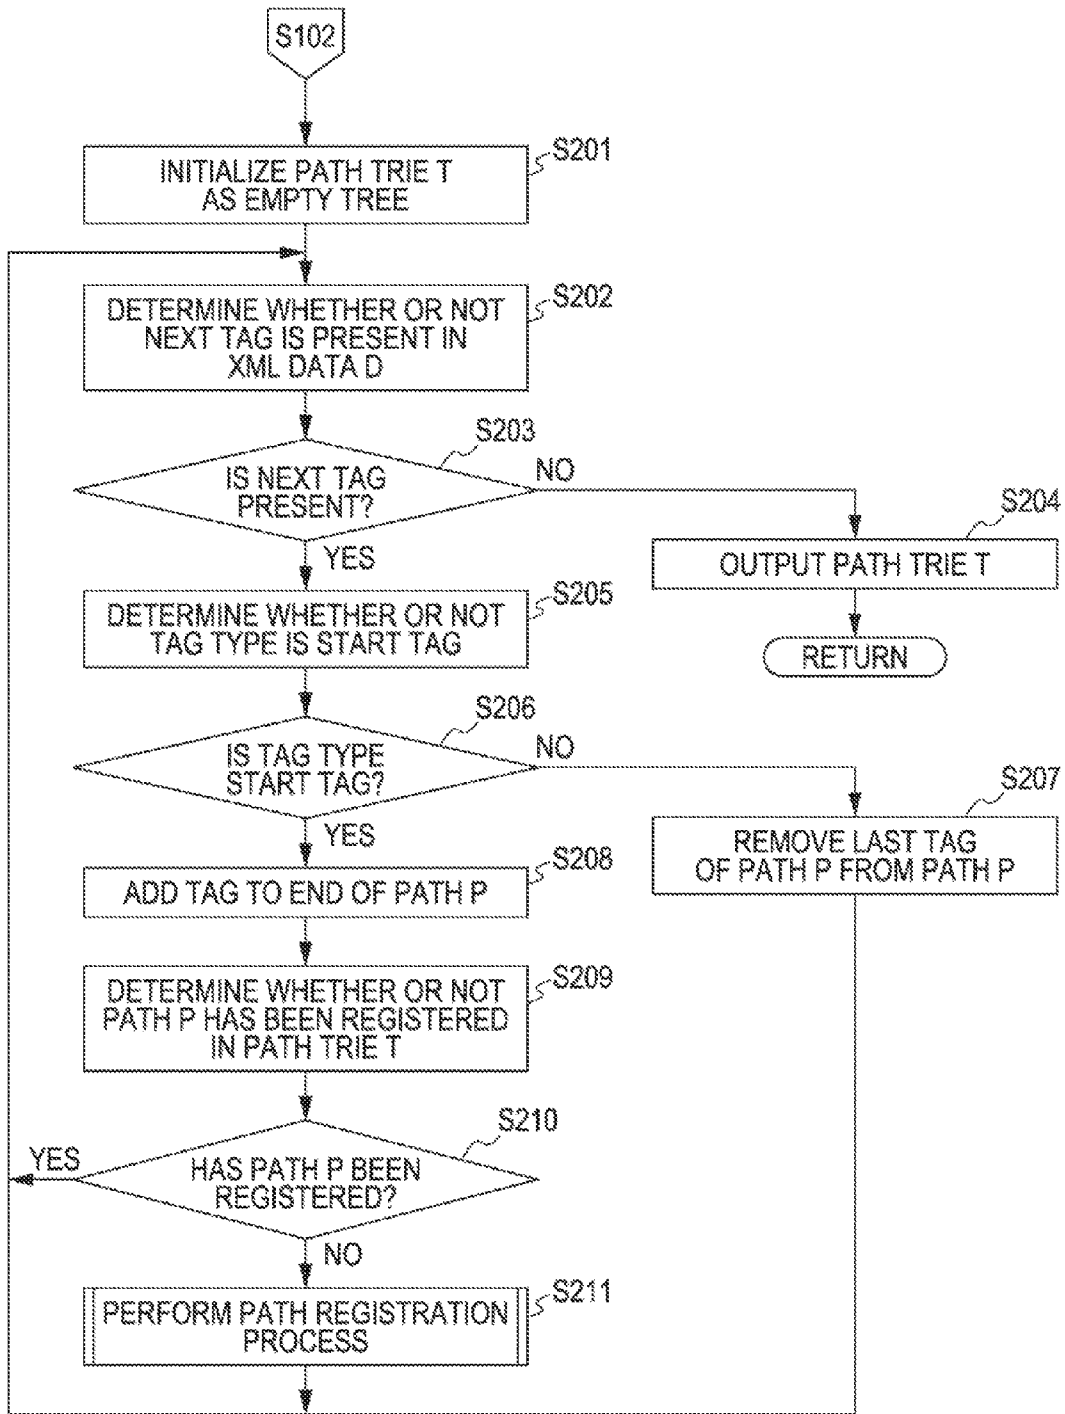 S102
S201
INITIALIZE PATH TRIE T
AS EMPTY TREE
S202
DETERMINE WHETHER OR NOT
NEXT TAG IS PRESENT IN
XML DATA D
S203
IS NEXT TAG
PRESENT?
NO
YES
S204
OUTPUT PATH TRIE T
RETURN
S205
DETERMINE WHETHER OR NOT
TAG TYPE IS START TAG
S206
IS TAG TYPE
START TAG?
NO
YES
S207
REMOVE LAST TAG
OF PATH P FROM PATH P
S208
ADD TAG TO END OF PATH P
S209
DETERMINE WHETHER OR NOT
PATH P HAS BEEN REGISTERED
IN PATH TRIE T
S210
YES
HAS PATH P BEEN
REGISTERED?
NO
S211
PERFORM PATH REGISTRATION
PROCESS